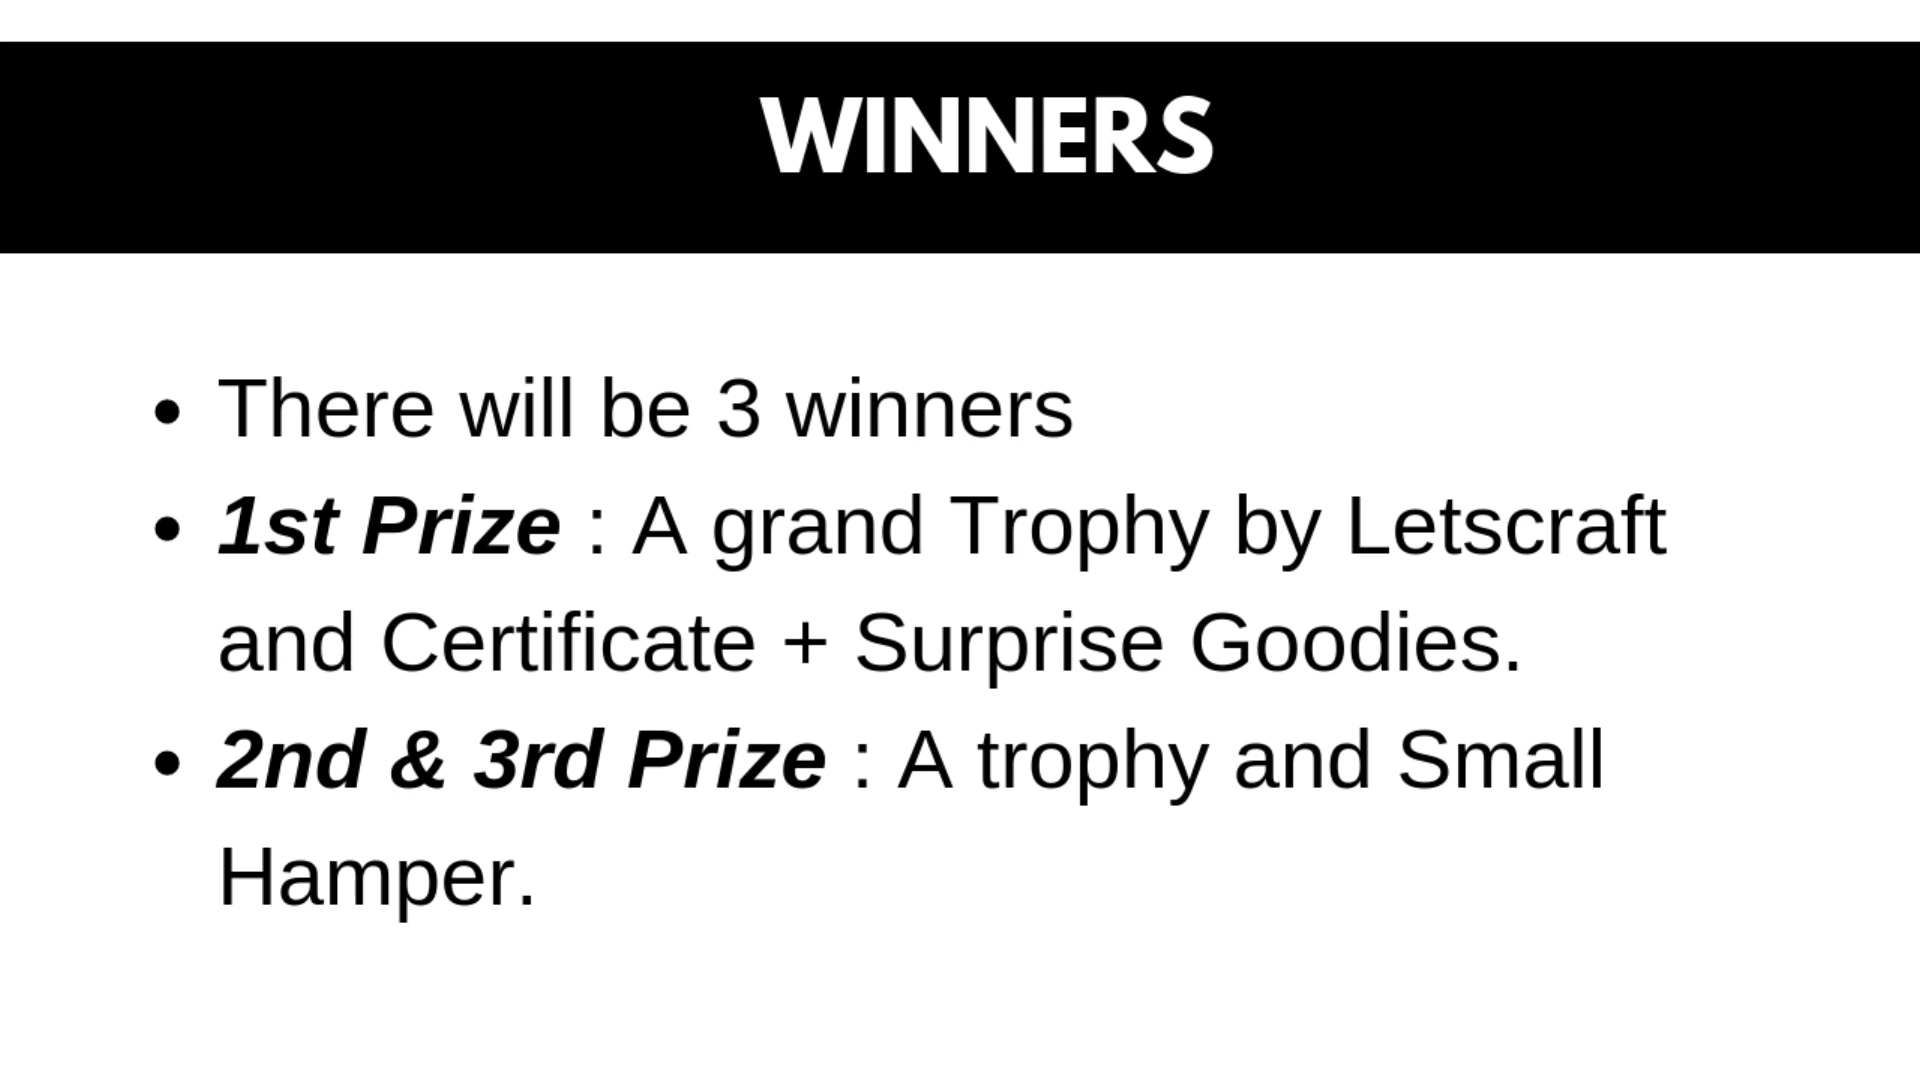 WINNERS
• There will be 3 winners
• 1st Prize : A grand Trophy by Letscraft
and Certificate + Surprise Goodies.
• 2nd & 3rd Prize : A trophy and Small
Hamper.